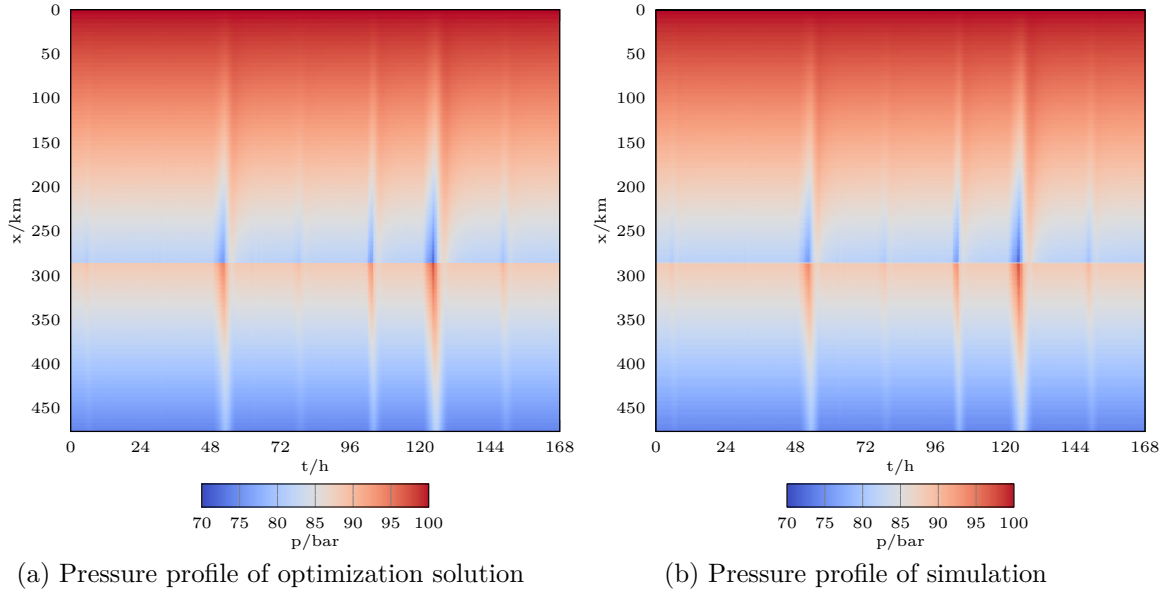 0
50
100
150
200
250
300
350
400
450
x/km
0 24 48 72 96 120 144 168
t/h
70 75 80 85 90 95 100
p/bar
(a) Pressure profile of optimization solution
0
50
100
150
200
250
300
350
400
450
x/km
0 24 48 72 96 120 144 168
t/h
70 75 80 85 90 95 100
p/bar
(b) Pressure profile of simulation